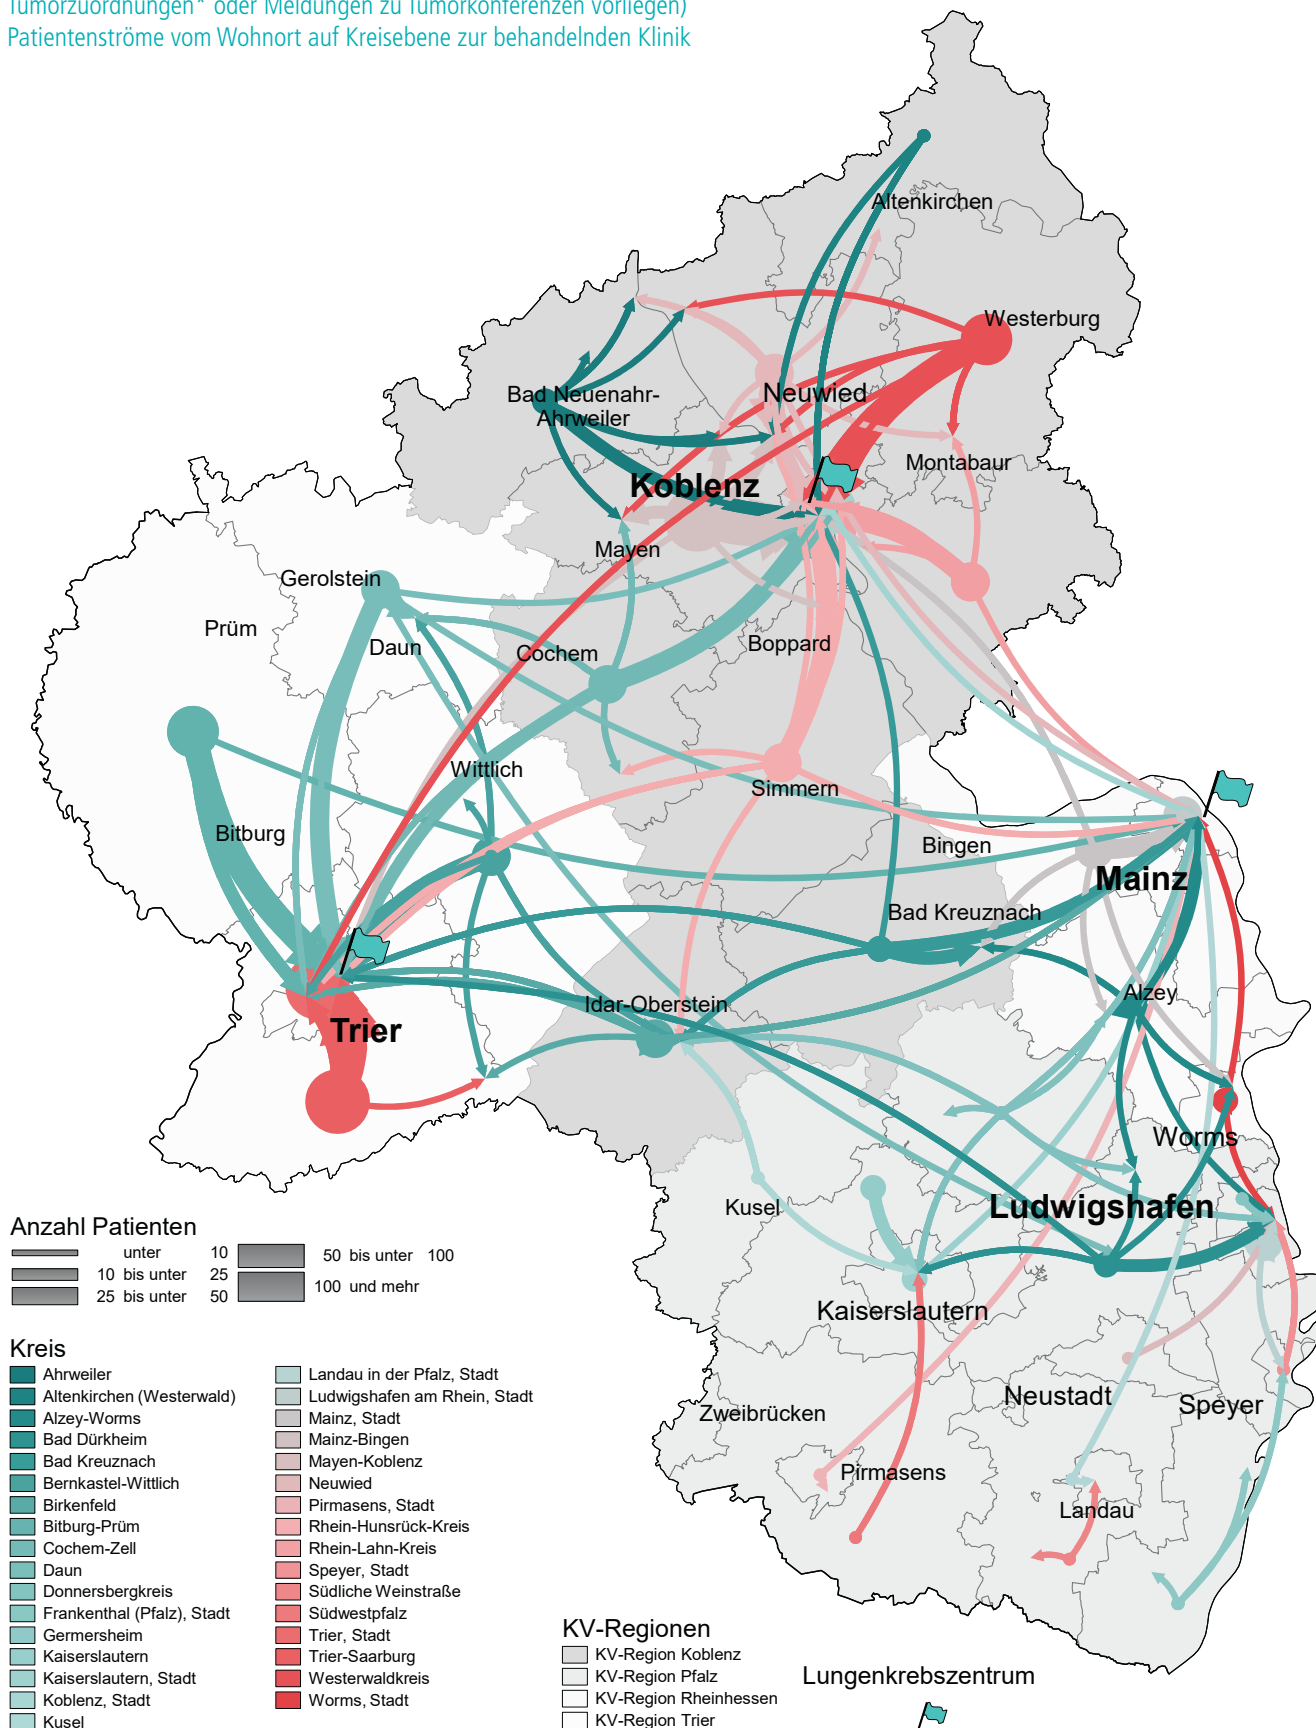 Tumorzuordnungen* oder Meldungen zu Tumorkonferenzen vorliegen)
Patientenströme vom Wohnort auf Kreisebene zur behandelnden Klinik
Altenkirchen
Westerburg
Bad Neuenahr-
Ahrweiler
Neuwied
Montabaur
Koblenz
Mayen
Gerolstein
Prüm
Daun
Cochem
Boppard
Wittlich
Simmern
Bitburg
Bingen
Mainz
Bad Kreuznach
Alzey
Idar-Oberstein
Trier
Worms
Kusel
Ludwigshafen
Kaiserslautern
Neustadt
Speyer
Zweibrücken
Pirmasens
Landau
Anzahl Patienten
unter 10
10 bis unter 25
25 bis unter 50
50 bis unter 100
100 und mehr
Kreis
Ahrweiler
Altenkirchen (Westerwald)
Alzey-Worms
Bad Dürkheim
Bad Kreuznach
Bernkastel-Wittlich
Birkenfeld
Bitburg-Prüm
Cochem-Zell
Daun
Donnersbergkreis
Frankenthal (Pfalz), Stadt
Germersheim
Kaiserslautern
Kaiserslautern, Stadt
Koblenz, Stadt
Kusel
Landau in der Pfalz, Stadt
Ludwigshafen am Rhein, Stadt
Mainz, Stadt
Mainz-Bingen
Mayen-Koblenz
Neuwied
Pirmasens, Stadt
Rhein-Hunsrück-Kreis
Rhein-Lahn-Kreis
Speyer, Stadt
Südliche Weinstraße
Südwestpfalz
Trier, Stadt
Trier-Saarburg
Westerwaldkreis
Worms, Stadt
KV-Regionen
KV-Region Koblenz
KV-Region Pfalz
KV-Region Rheinhessen
KV-Region Trier
Lungenkrebszentrum